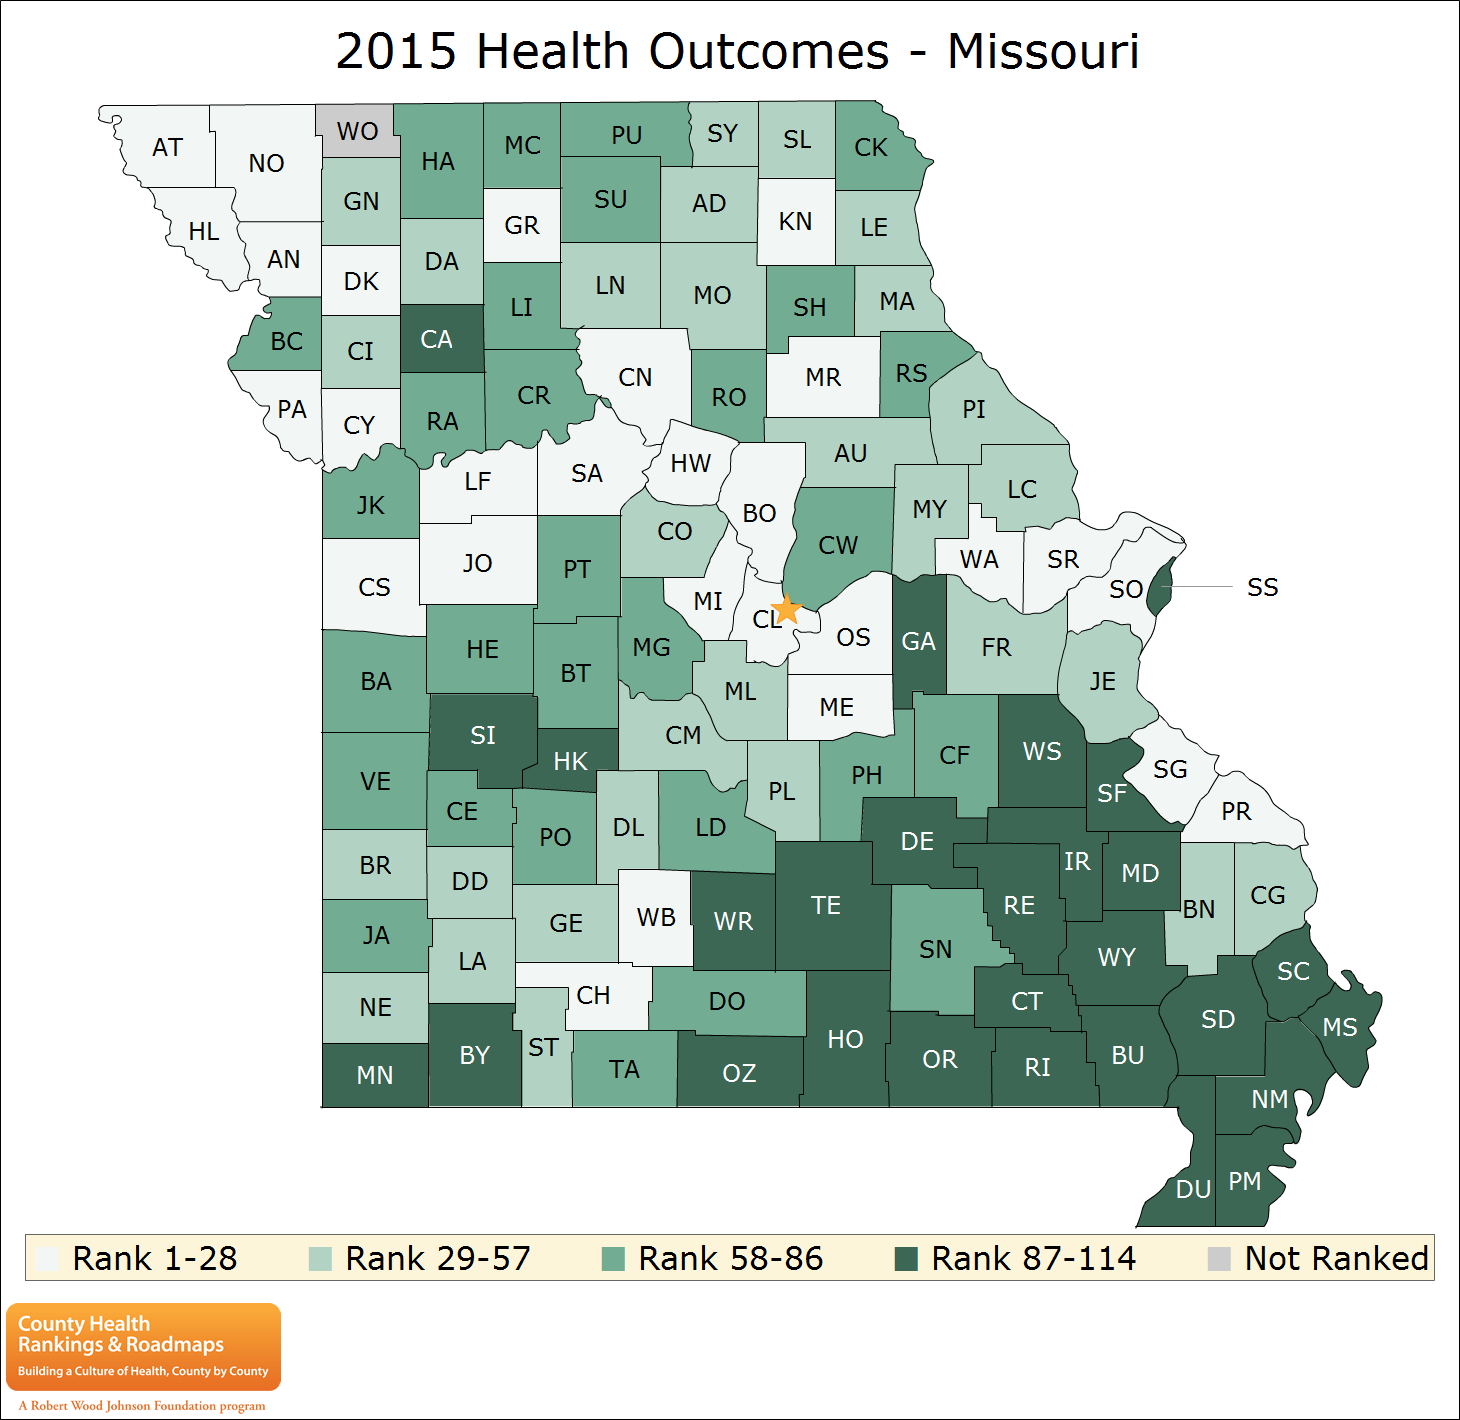 2015 Health Outcomes - Missouri
AT
NO
WO
HA
MC
PU
SY
SL
CK
GN
GR
SU
AD
KN
LE
HL
AN
DK
DA
LI
LN
MO
SH
MA
BC
CI
CA
CR
CN
RO
MR
RS
PI
PA
CY
RA
LF
SA
HW
BO
AU
LC
JK
JO
PT
CO
CW
MY
WA
SR
SO
SS
CS
HE
BT
MG
MI
CL
OS
GA
FR
JE
BA
SI
HK
CM
ML
ME
CF
WS
SG
VE
CE
PO
DL
LD
PL
PH
DE
SF
PR
BR
DD
GE
WB
WR
TE
RE
IR
MD
BN
CG
JA
LA
CH
DO
SN
CT
WY
SC
NE
ST
TA
OZ
HO
OR
RI
BU
SD
MS
MN
BY
NM
DU
PM
Rank 1-28
Rank 29-57
Rank 58-86
Rank 87-114
Not Ranked
County Health
Rankings & Roadmaps
Building a Culture of Health, County by County
A Robert Wood Johnson Foundation program